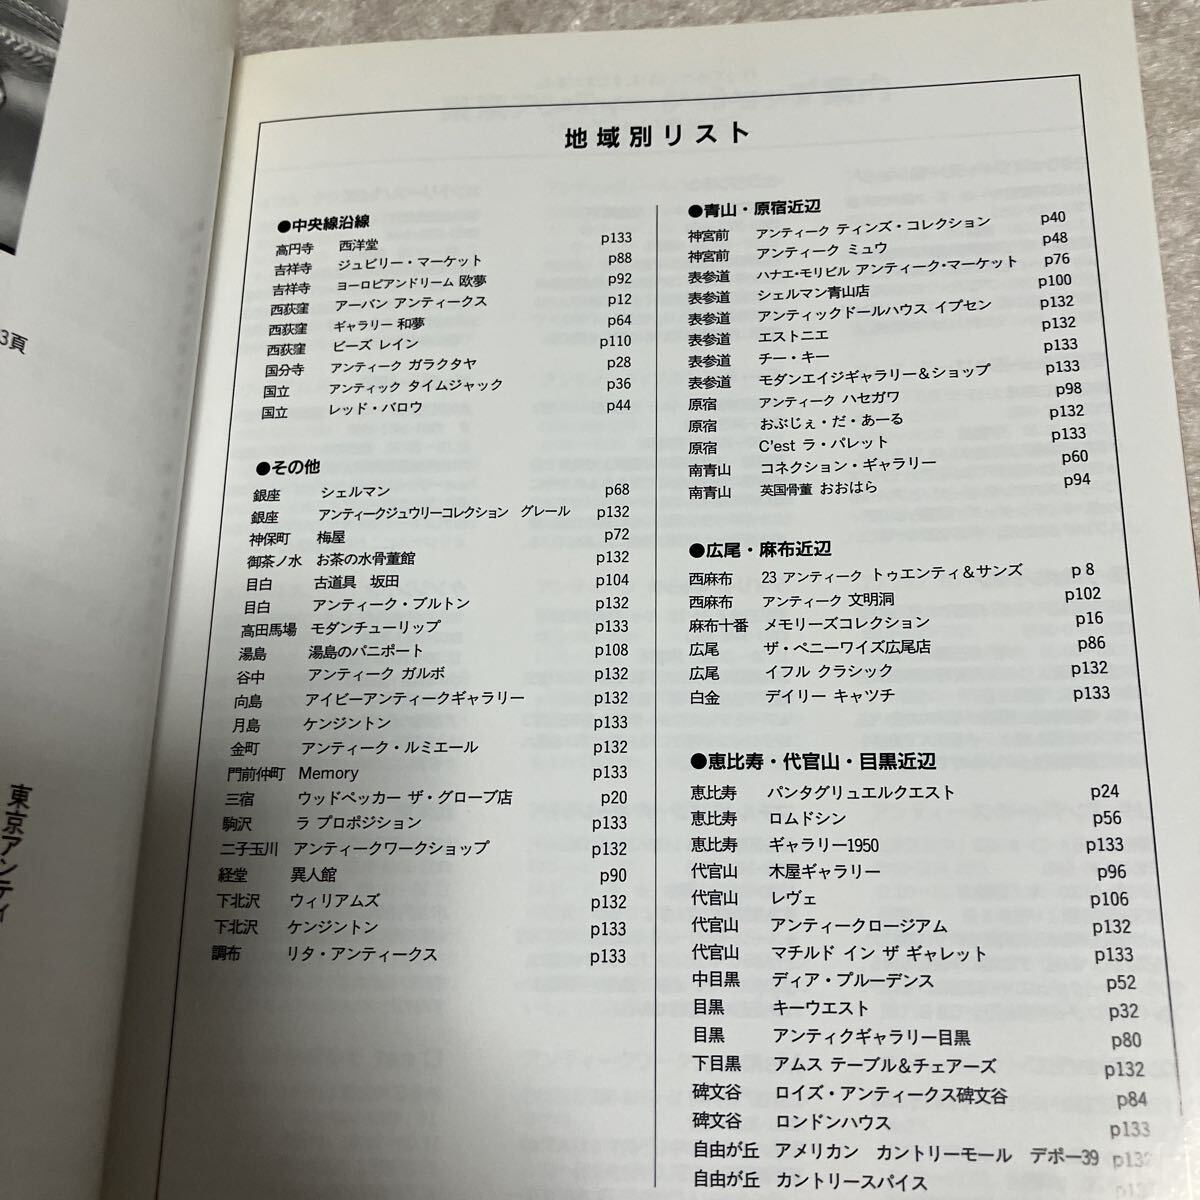 3頁
東京アンティ
地域別リスト
●中央線沿線
高円寺 西洋堂 p133
吉祥寺 ジュビリー・マーケット p88
吉祥寺 ヨーロピアンドリーム 欧夢 p92
西荻窪 アーバン アンティークス p12
西荻窪 ギャラリー 和夢 p64
西荻窪 ビーズ レイン p110
国分寺 アンティーク ガラクタヤ p28
国立 アンティック タイムジャック p36
国立 レッド・バロウ p44
●その他
銀座 シェルマン p68
銀座 アンティークジュウリーコレクション グレール p132
神保町 梅屋 p72
御茶ノ水 お茶の水骨董館 p132
目白 古道具 坂田 p104
目白 アンティーク・ブルトン p132
高田馬場 モダンチューリップ p133
湯島 湯島のパニポート p108
谷中 アンティーク ガルボ p132
向島 アイビーアンティークギャラリー p132
月島 ケンジントン p133
金町 アンティーク・ルミエール p132
門前仲町 Memory p133
三宿 ウッドペッカー ザ・グローブ店 p20
駒沢 ラ プロポジション p133
二子玉川 アンティークワークショップ p132
経堂 異人館 p90
下北沢 ウィリアムズ p132
下北沢 ケンジントン p133
調布 リタ・アンティークス p133
●青山・原宿近辺
神宮前 アンティーク ティンズ・コレクション p40
神宮前 アンティーク ミュウ p48
表参道 ハナエ・モリビル アンティーク・マーケット p76
表参道 シェルマン青山店 p100
表参道 アンティックドールハウス イプセン p132
表参道 エストニエ p132
表参道 チー・キー p133
表参道 モダンエイジギャラリー＆ショップ p133
原宿 アンティーク ハセガワ p98
原宿 おぶじぇ・だ・あーる p132
原宿 C'est ラ・パレット p133
南青山 コネクション・ギャラリー p60
南青山 英国骨董 おおはら p94
●広尾・麻布近辺
西麻布 23 アンティーク トゥエンティ＆サンズ p 8
西麻布 アンティーク 文明洞 p102
麻布十番 メモリーズコレクション p16
広尾 ザ・ペニーワイズ広尾店 p86
広尾 イフル クラシック p132
白金 デイリー キャッチ p133
●恵比寿・代官山・目黒近辺
恵比寿 パンタグリュエルクエスト p24
恵比寿 ロムドシン p56
恵比寿 ギャラリー1950 p133
代官山 木屋ギャラリー p96
代官山 レヴェ p106
代官山 アンティークロージアム p132
代官山 マチルド イン ザ ギャレット p133
中目黒 ディア・プルーデンス p52
目黒 キーウエスト p32
目黒 アンティクギャラリー目黒 p80
下目黒 アムス テーブル＆チェアーズ p132
碑文谷 ロイズ・アンティークス碑文谷 p84
碑文谷 ロンドンハウス p133
自由が丘 アメリカン カントリーモール デポー39 p132
自由が丘 カントリースパイス